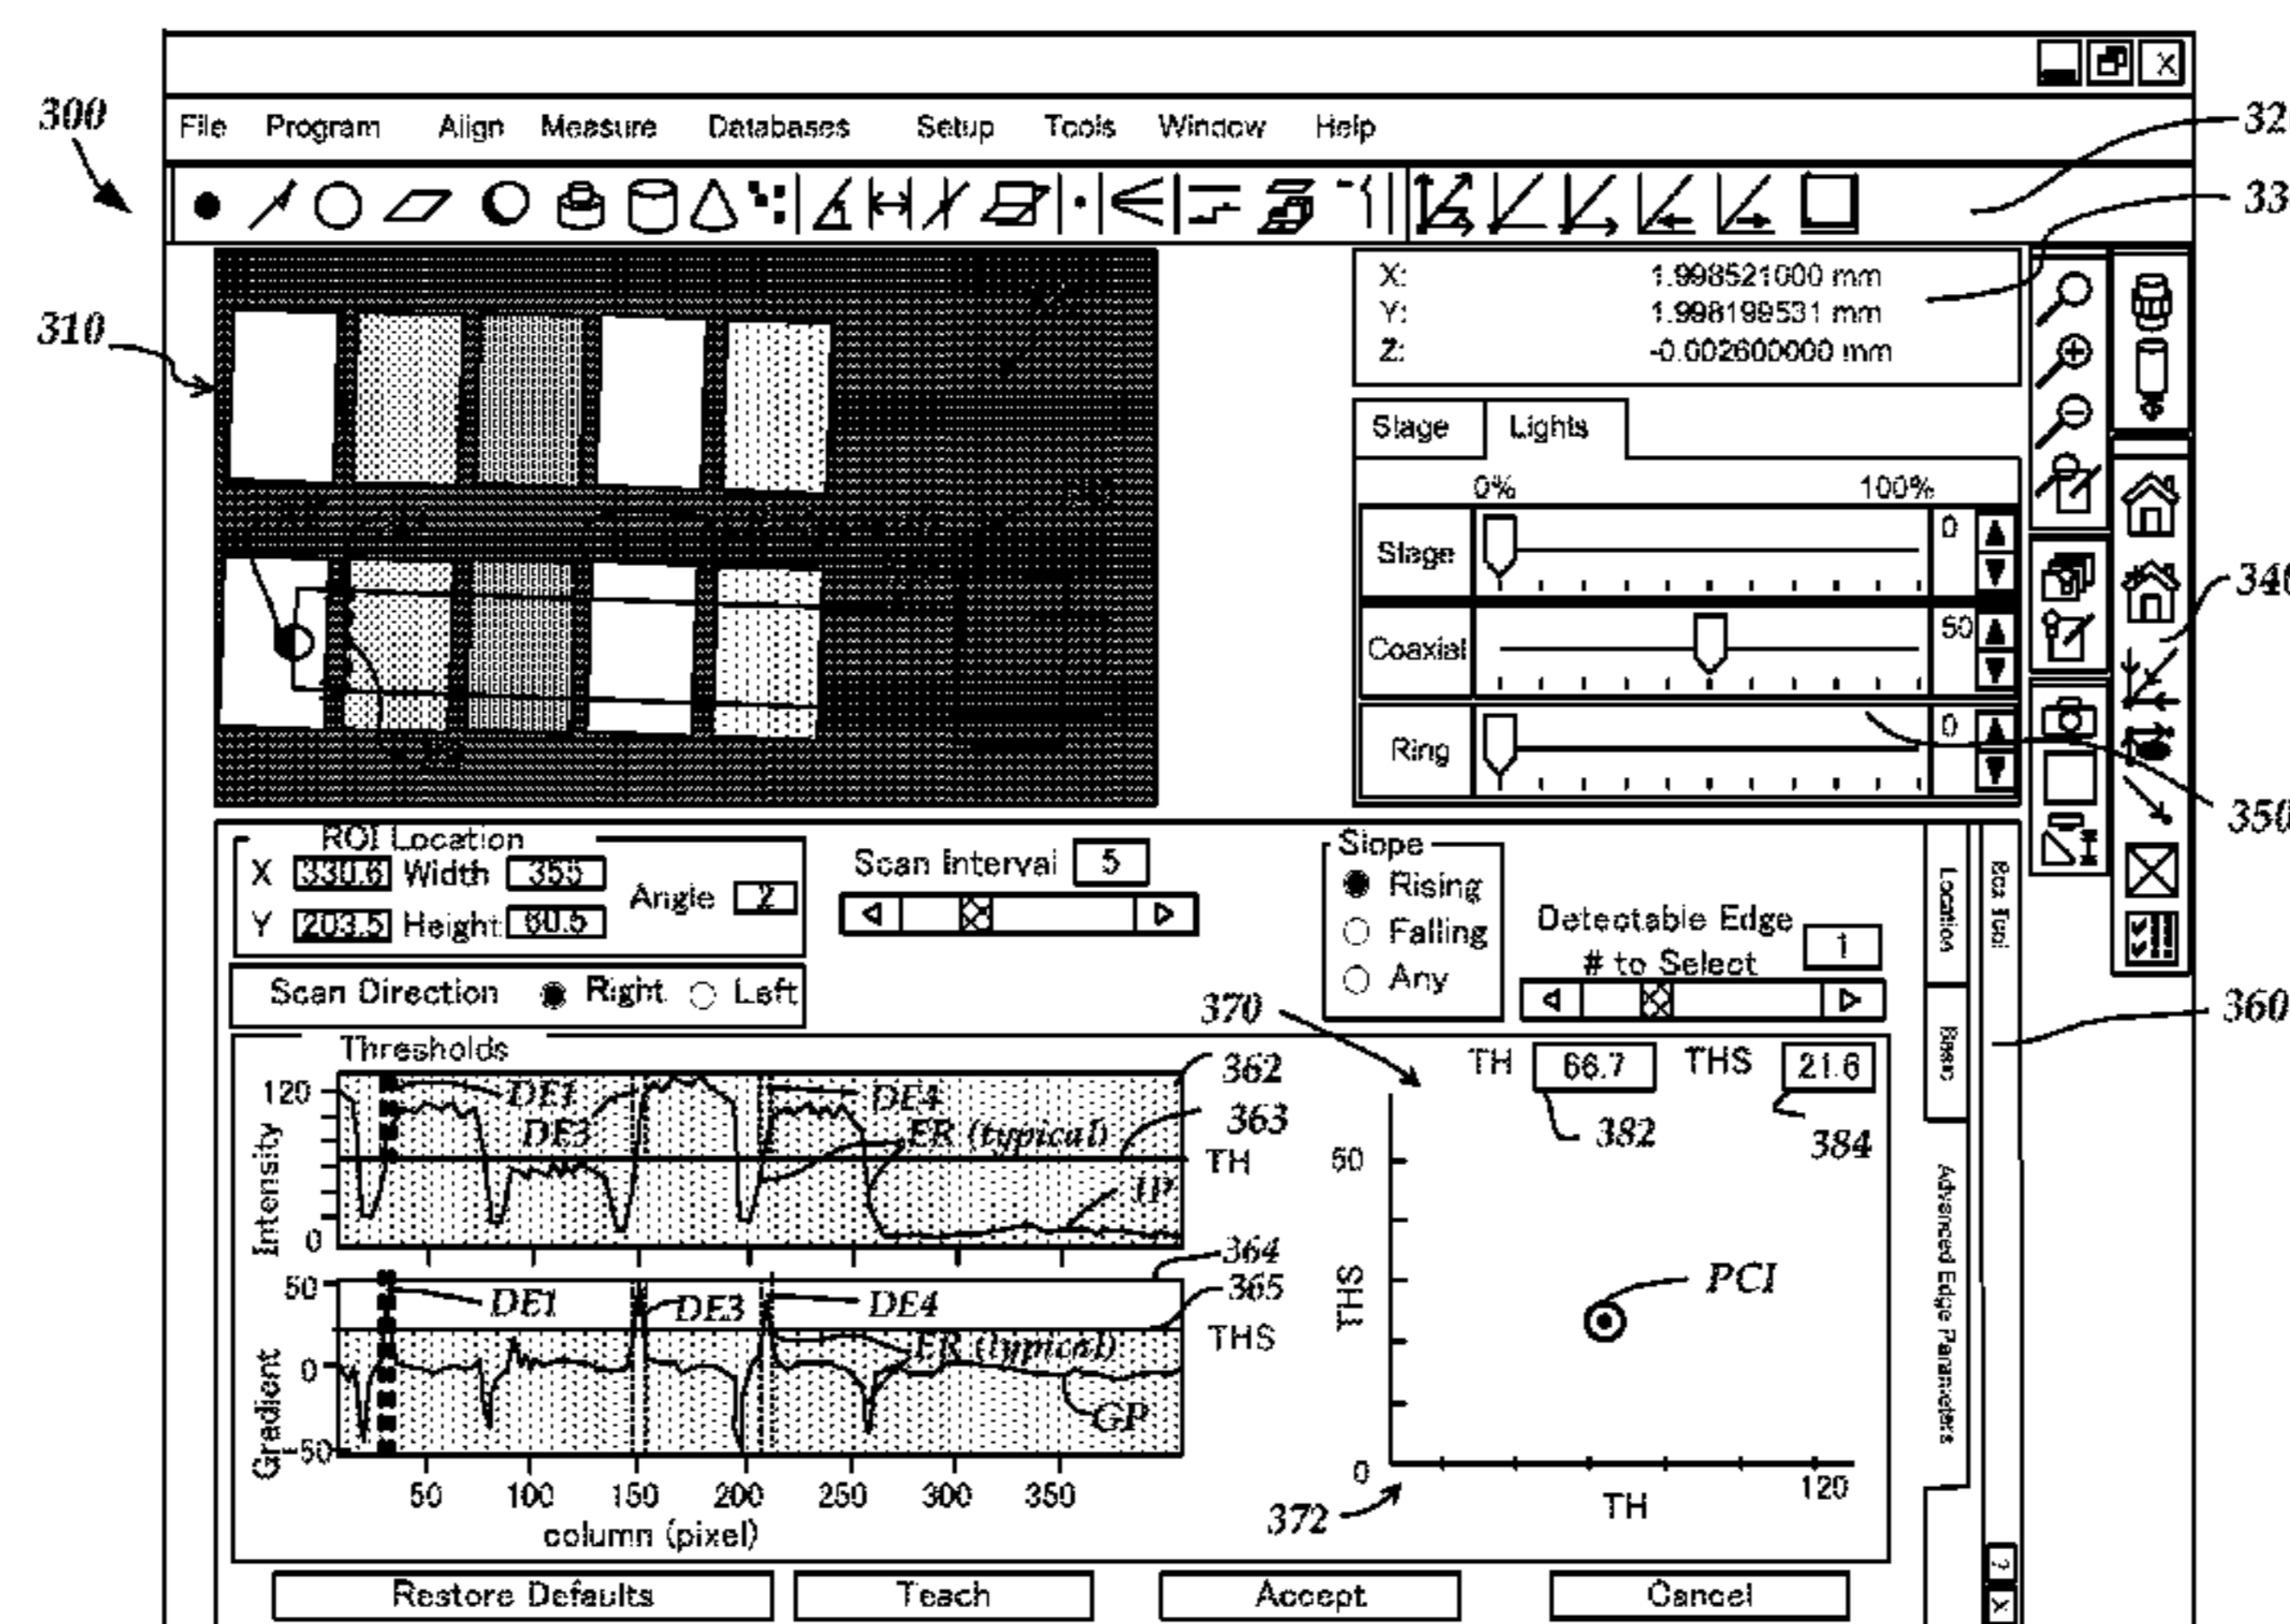 File Program Align Measure Databases Setup Tools Window Help
300
310
X: 1.998521000 mm
Y: 1.998199531 mm
Z: -0.002600000 mm
Stage Lights
0% 100%
Stage 0
Coaxial 50
Ring 0
350
360
ROI Location
X 330.6 Width 355
Y 203.5 Height 60.5
Angle 2
Scan Interval 5
Slope
Rising
Falling
Any
Detectable Edge
# to Select 1
Scan Direction Right Left
Location
Box Tool
Basic
Advanced Edge Parameters
Thresholds
120
Intensity
0
DE1
DE3
DE4
ER (typical)
IP
362
363
TH
50
Gradient
0
-50
DE1
DE3
DE4
ER (typical)
GP
364
365
THS
50 100 150 200 250 300 350
column (pixel)
370
TH 66.7 THS 21.6
382
384
50
THS
PCI
0
120
TH
372
? X
Restore Defaults Teach Accept Cancel